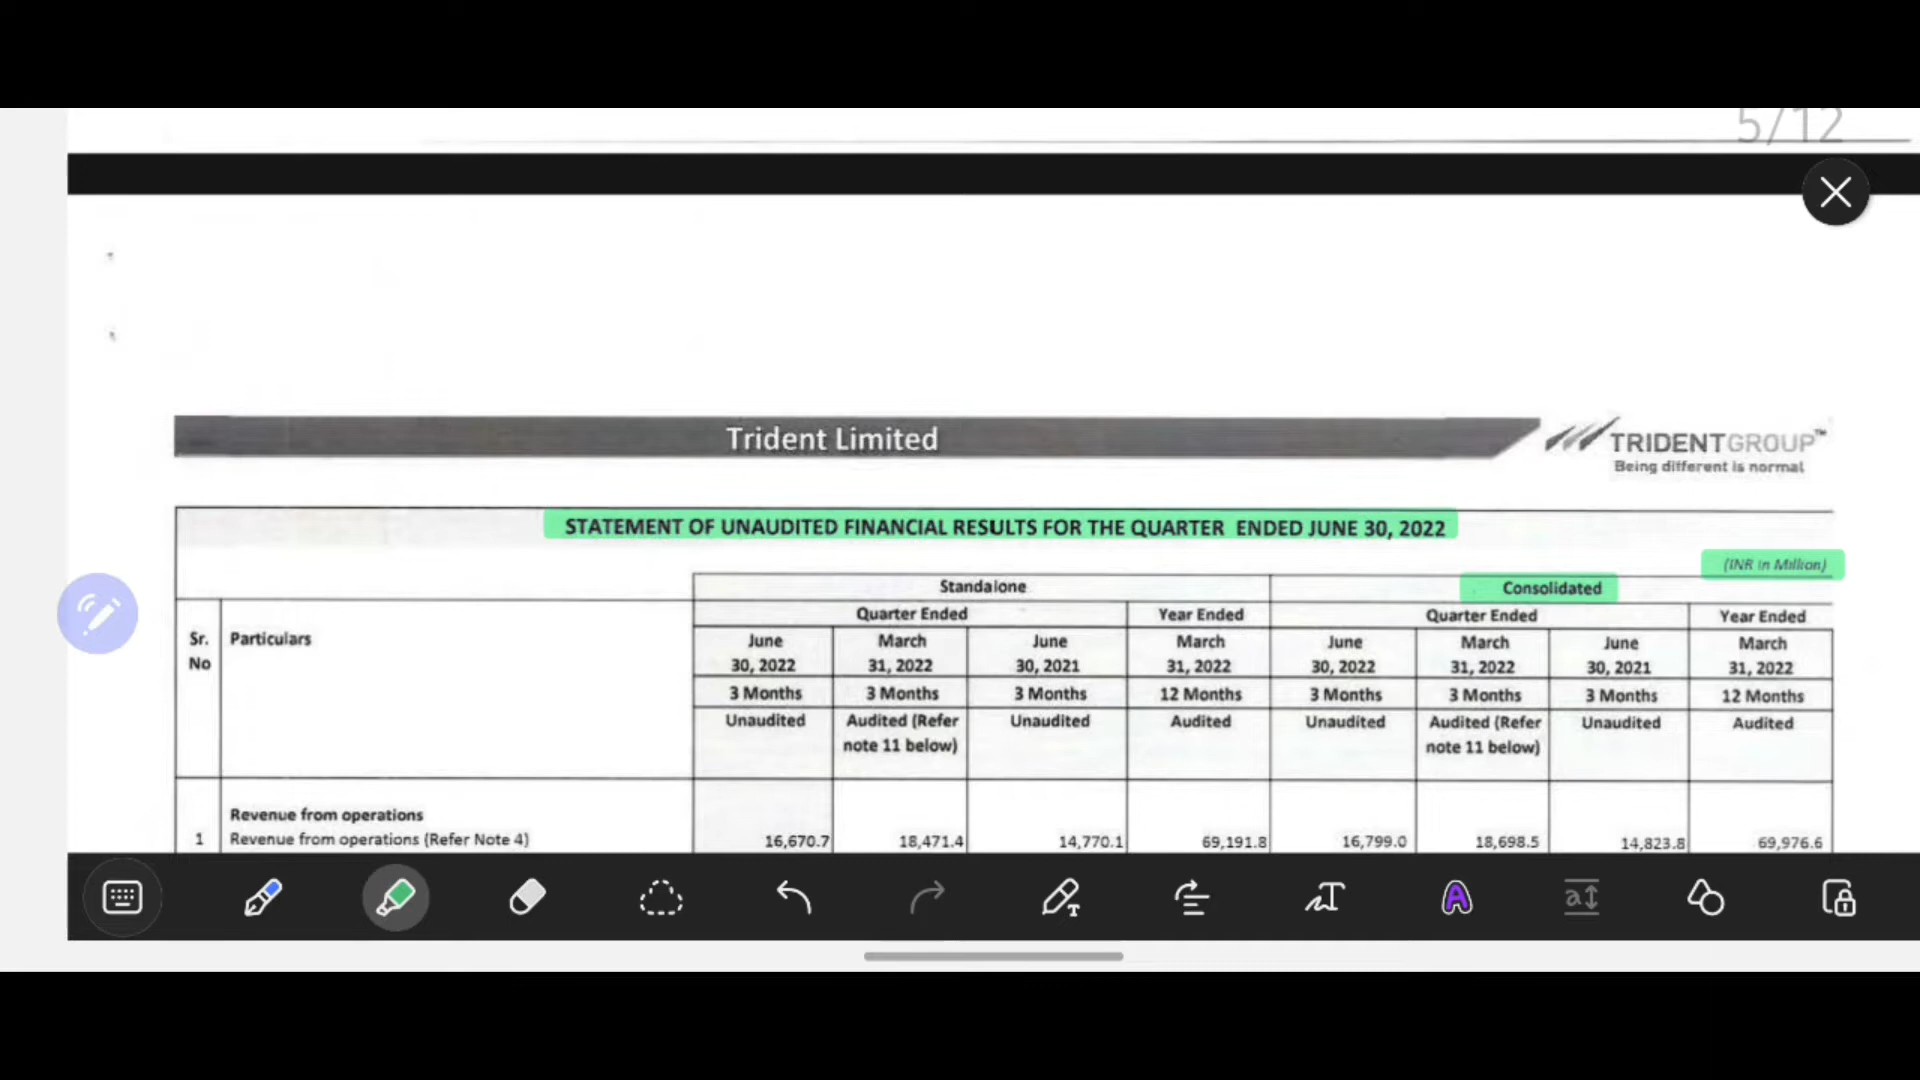 5/12
Trident Limited
TRIDENTGROUP™
Being different is normal
STATEMENT OF UNAUDITED FINANCIAL RESULTS FOR THE QUARTER ENDED JUNE 30, 2022
(INR in Million)
Standalone Consolidated
Quarter Ended Year Ended Quarter Ended Year Ended
Sr. Particulars June March June March June March June March
No 30, 2022 31, 2022 30, 2021 31, 2022 30, 2022 31, 2022 30, 2021 31, 2022
3 Months 3 Months 3 Months 12 Months 3 Months 3 Months 3 Months 12 Months
Unaudited Audited (Refer Unaudited Audited Unaudited Audited (Refer Unaudited Audited
note 11 below) note 11 below)
Revenue from operations
1 Revenue from operations (Refer Note 4) 16,670.7 18,471.4 14,770.1 69,191.8 16,799.0 18,698.5 14,823.8 69,976.6